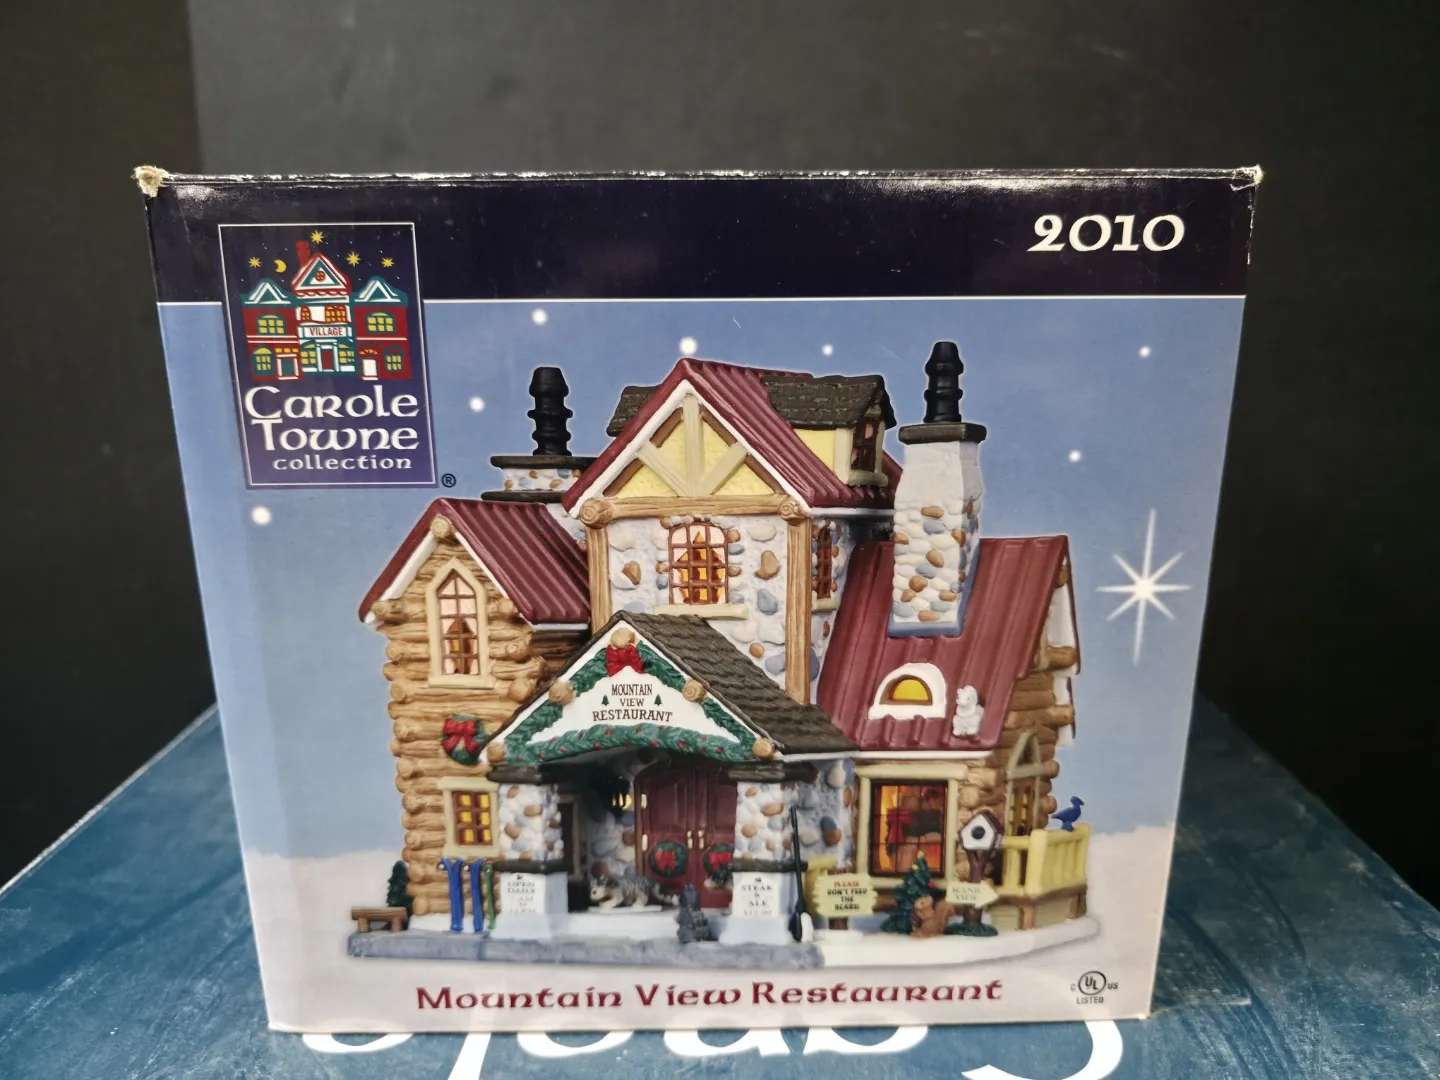 2010
VILLAGE
Carole
Towne
collection
®
MOUNTAIN
VIEW
RESTAURANT
OPEN
DAILY
STEAK
&
ALE
PLEASE
DON'T FEED
THE
BEARS!
SCENIC
VIEW
Mountain View Restaurant
C UL US
LISTED